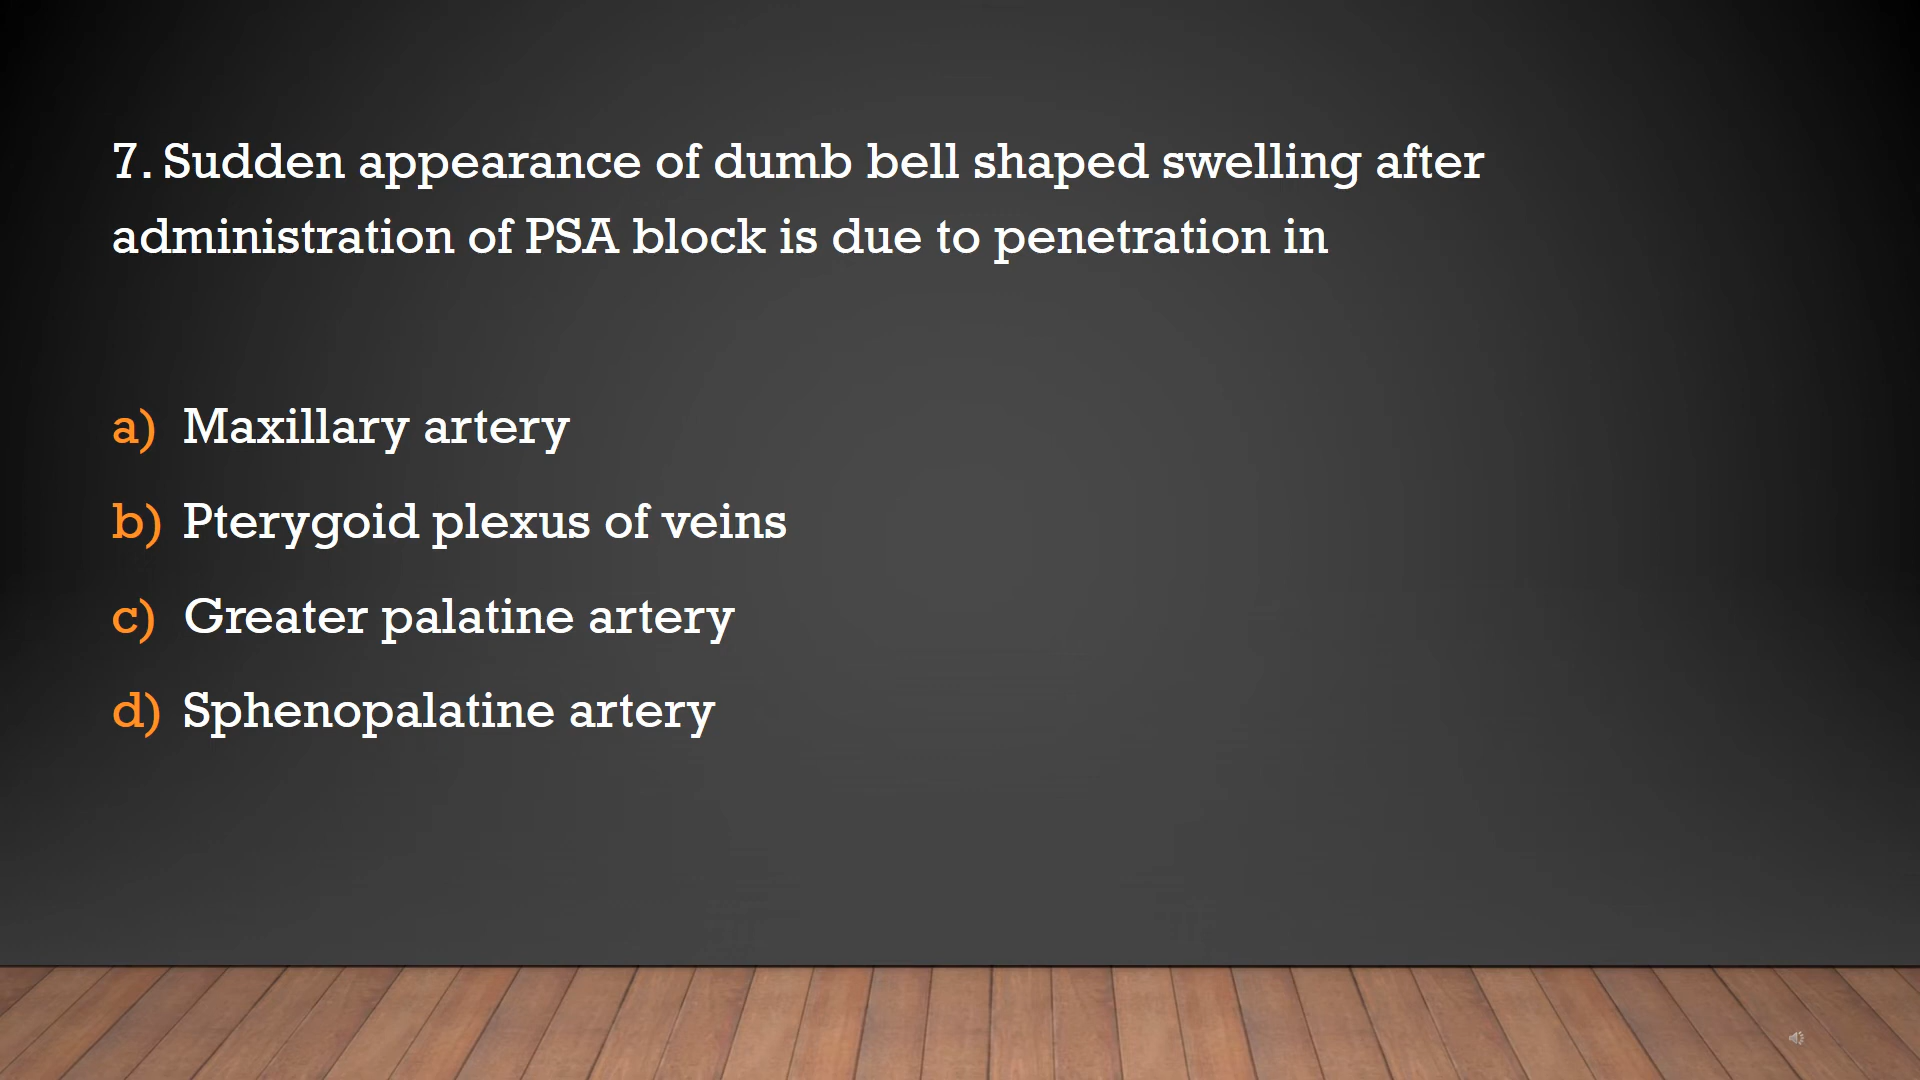 7. Sudden appearance of dumb bell shaped swelling after
administration of PSA block is due to penetration in
a) Maxillary artery
b) Pterygoid plexus of veins
c) Greater palatine artery
d) Sphenopalatine artery